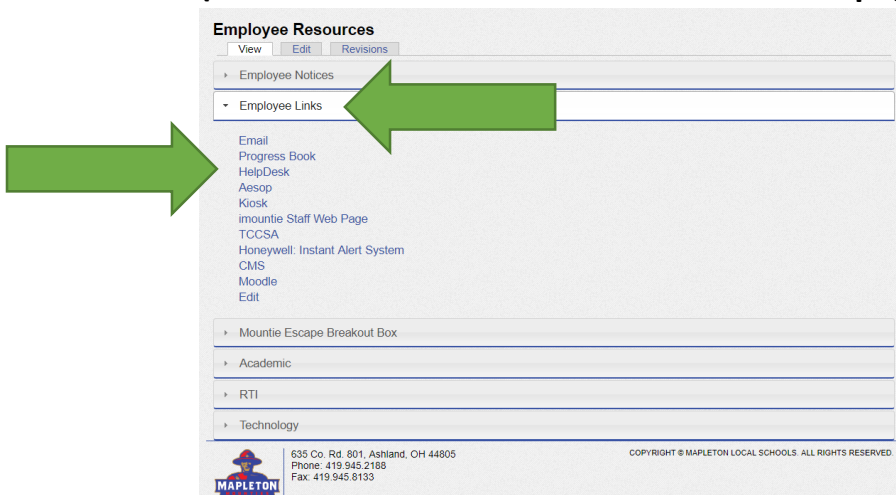 Employee Resources
View Edit Revisions
Employee Notices
Employee Links
Email
Progress Book
HelpDesk
Aesop
Kiosk
imountie Staff Web Page
TCCSA
Honeywell: Instant Alert System
CMS
Moodle
Edit
Mountie Escape Breakout Box
Academic
RTI
Technology
635 Co. Rd. 801, Ashland, OH 44805
Phone: 419.945.2188
Fax: 419.945.8133
COPYRIGHT © MAPLETON LOCAL SCHOOLS. ALL RIGHTS RESERVED.
MAPLETON